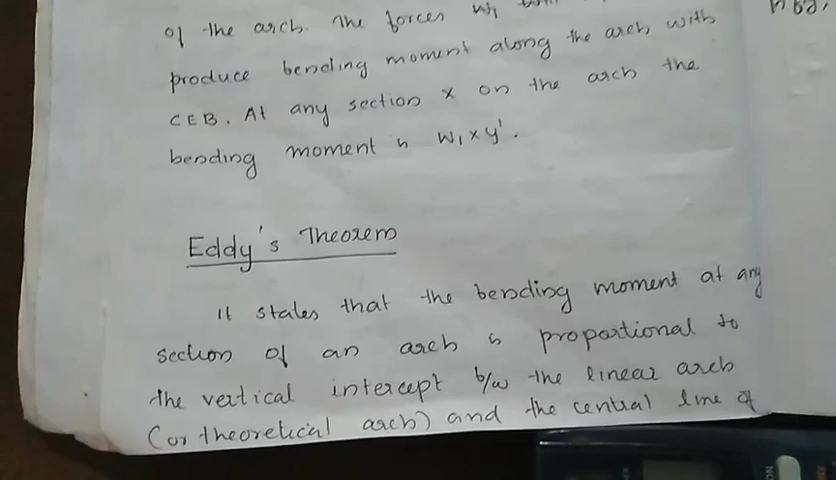 of the arch. The forces W1
produce bending moment along the arch with
CEB. At any section x on the arch the
bending moment is W1 x y'.
Eddy's Theorem
It states that the bending moment at any
section of an arch is proportional to
the vertical intercept b/w the linear arch
(or theoretical arch) and the central line of